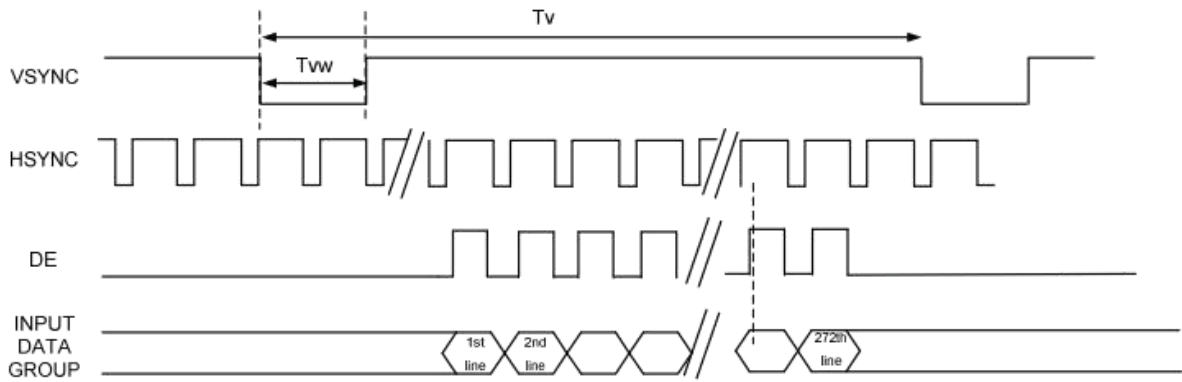 Tv
Tvw
VSYNC
HSYNC
DE
INPUT
DATA
GROUP
1st
line
2nd
line
272th
line